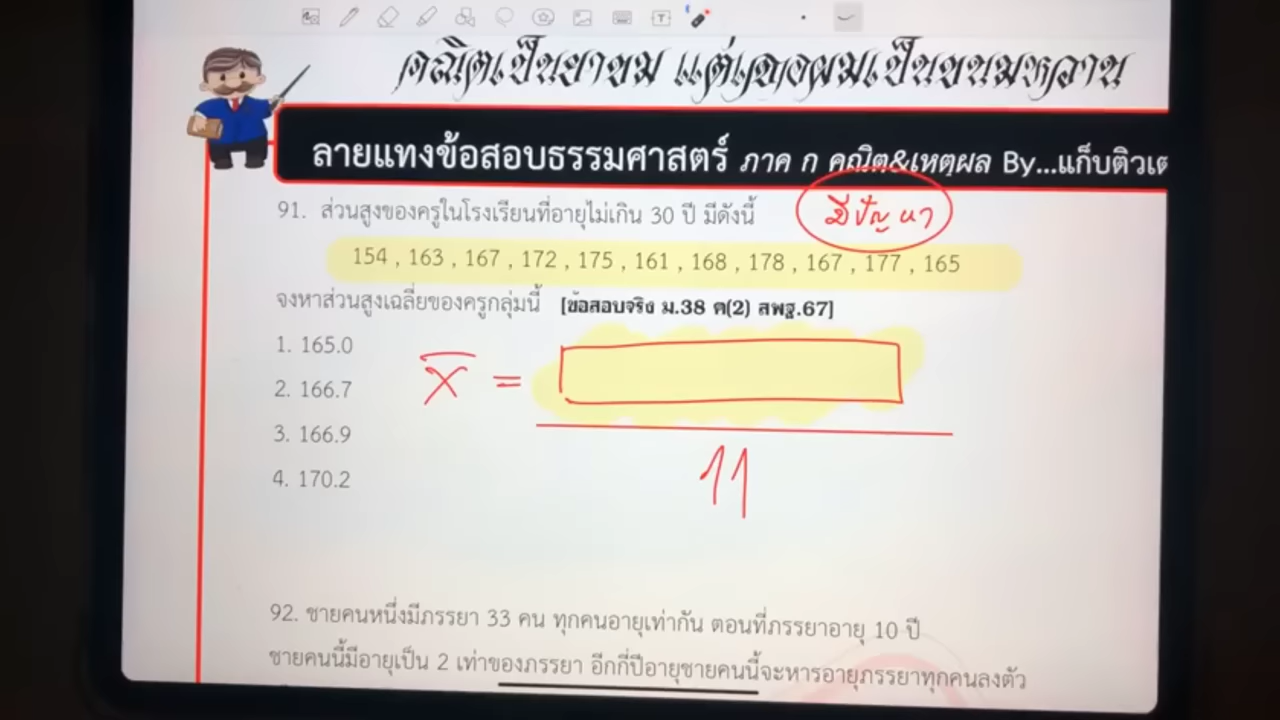 คณิตเป็นยาขม แต่เจอผมเป็นขนมหวาน
ลายแทงข้อสอบธรรมศาสตร์ ภาค ก คณิต&เหตุผล By...แก็บติวเต
91. ส่วนสูงของครูในโรงเรียนที่อายุไม่เกิน 30 ปี มีดังนี้ มีปัญหา
154 , 163 , 167 , 172 , 175 , 161 , 168 , 178 , 167 , 177 , 165
จงหาส่วนสูงเฉลี่ยของครูกลุ่มนี้ [ข้อสอบจริง ม.38 ค(2) สพฐ.67]
1. 165.0
2. 166.7
3. 166.9
4. 170.2
x̅ =
11
92. ชายคนหนึ่งมีภรรยา 33 คน ทุกคนอายุเท่ากัน ตอนที่ภรรยาอายุ 10 ปี
ชายคนนี้มีอายุเป็น 2 เท่าของภรรยา อีกกี่ปีอายุชายคนนี้จะหารอายุภรรยาทุกคนลงตัว